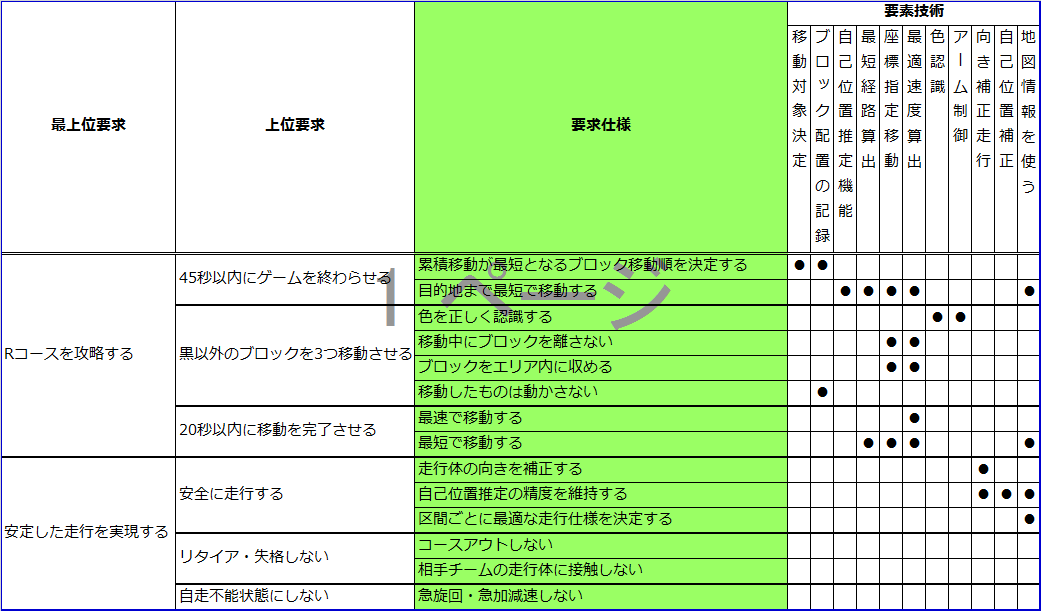 最上位要求
上位要求
要求仕様
要素技術
移動対象決定
ブロック配置の記録
自己位置推定機能
最短経路算出
座標指定移動
最適速度算出
色認識
アーム制御
向き補正走行
自己位置補正
地図情報を使う
Rコースを攻略する
45秒以内にゲームを終わらせる
累積移動が最短となるブロック移動順を決定する
● ●
目的地まで最短で移動する
● ● ● ● ●
黒以外のブロックを3つ移動させる
色を正しく認識する
● ●
移動中にブロックを離さない
● ●
ブロックをエリア内に収める
● ●
移動したものは動かさない
●
20秒以内に移動を完了させる
最速で移動する
●
最短で移動する
● ● ● ●
安定した走行を実現する
安全に走行する
走行体の向きを補正する
●
自己位置推定の精度を維持する
● ● ●
区間ごとに最適な走行仕様を決定する
●
リタイア・失格しない
コースアウトしない
相手チームの走行体に接触しない
自走不能状態にしない
急旋回・急加減速しない
1 ページ